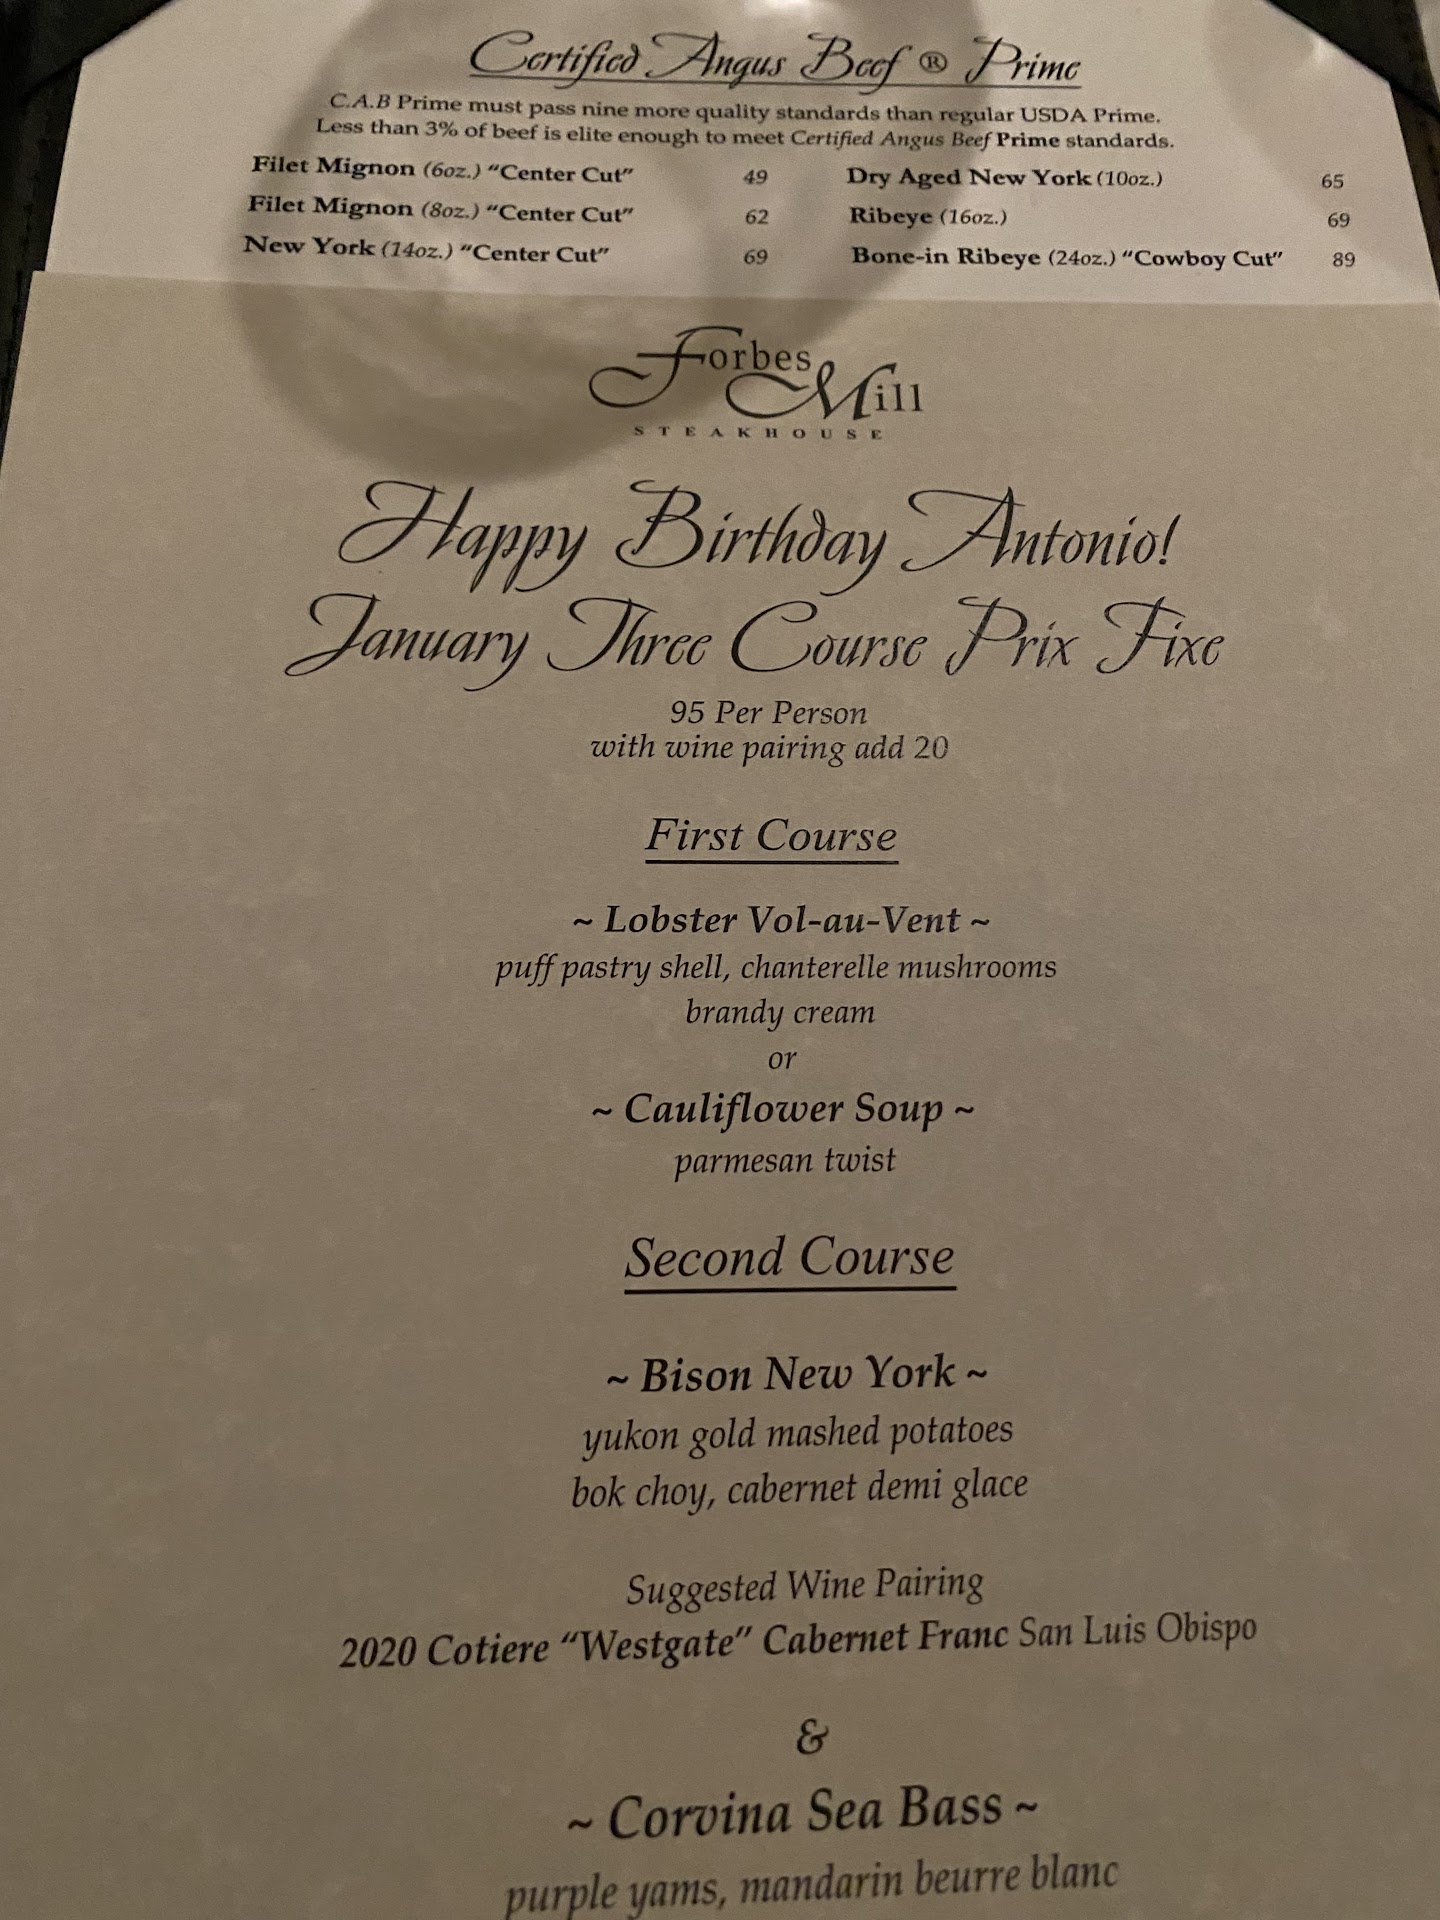 Certified Angus Beef ® Prime
C.A.B Prime must pass nine more quality standards than regular USDA Prime.
Less than 3% of beef is elite enough to meet Certified Angus Beef Prime standards.
Filet Mignon (6oz.) "Center Cut" 49
Filet Mignon (8oz.) "Center Cut" 62
New York (14oz.) "Center Cut" 69
Dry Aged New York (10oz.) 65
Ribeye (16oz.) 69
Bone-in Ribeye (24oz.) "Cowboy Cut" 89
Forbes
Mill
STEAKHOUSE
Happy Birthday Antonio!
January Three Course Prix Fixe
95 Per Person
with wine pairing add 20
First Course
~ Lobster Vol-au-Vent ~
puff pastry shell, chanterelle mushrooms
brandy cream
or
~ Cauliflower Soup ~
parmesan twist
Second Course
~ Bison New York ~
yukon gold mashed potatoes
bok choy, cabernet demi glace
Suggested Wine Pairing
2020 Cotiere "Westgate" Cabernet Franc San Luis Obispo
&
~ Corvina Sea Bass ~
purple yams, mandarin beurre blanc